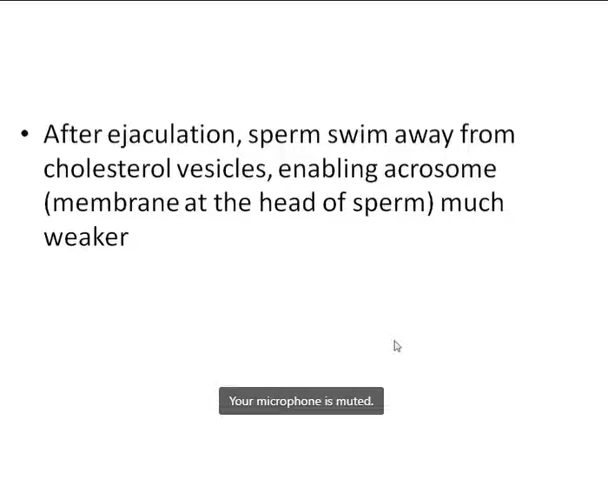 • After ejaculation, sperm swim away from
cholesterol vesicles, enabling acrosome
(membrane at the head of sperm) much
weaker
Your microphone is muted.